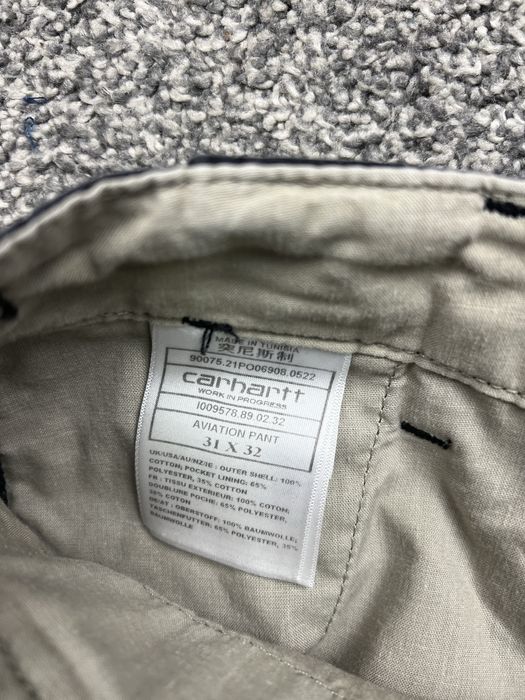 MADE IN TUNISIA
突尼斯制
90075.21PO06908.0522
carhartt
WORK IN PROGRESS
I009578.89.02.32
AVIATION PANT
31 X 32
UK/USA/AU/NZ/IE : OUTER SHELL: 100%
COTTON; POCKET LINING: 65%
POLYESTER, 35% COTTON
FR : TISSU EXTERIEUR: 100% COTON;
DOUBLURE POCHE: 65% POLYESTER,
35% COTON
DE/AT : OBERSTOFF: 100% BAUMWOLLE;
TASCHENFUTTER: 65% POLYESTER, 35%
BAUMWOLLE